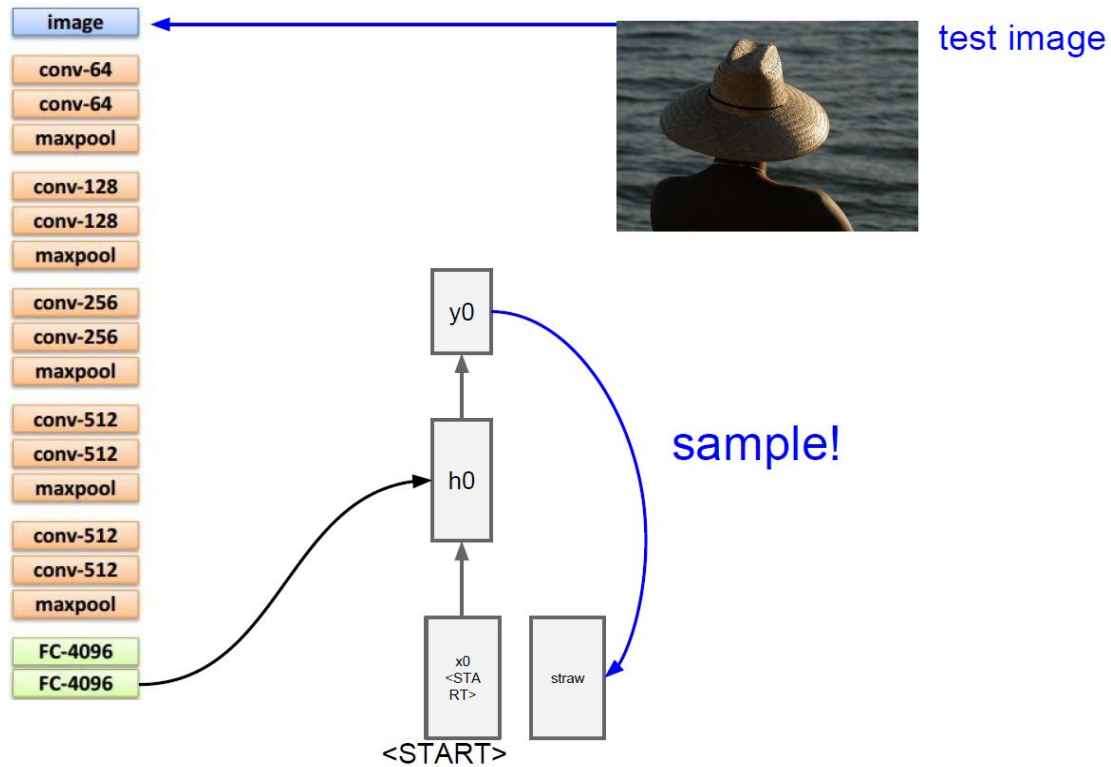 image
conv-64
conv-64
maxpool
conv-128
conv-128
maxpool
conv-256
conv-256
maxpool
conv-512
conv-512
maxpool
conv-512
conv-512
maxpool
FC-4096
FC-4096
test image
y0
sample!
h0
x0
<STA
RT>
straw
<START>